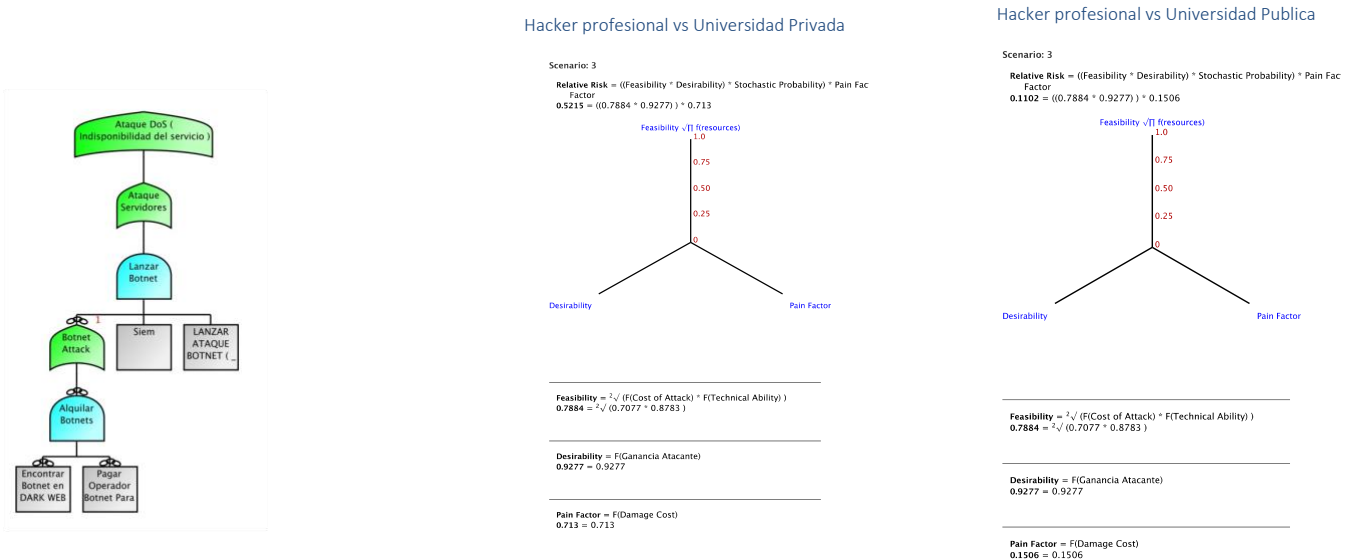 Ataque DoS (
Indisponibilidad del servicio )
Ataque
Servidores
Lanzar
Botnet
1
Botnet
Attack
Siem
LANZAR
ATAQUE
BOTNET ( _
Alquilar
Botnets
Encontrar
Botnet en
DARK WEB
Pagar
Operador
Botnet Para
Hacker profesional vs Universidad Privada
Scenario: 3
Relative Risk = ((Feasibility * Desirability) * Stochastic Probability) * Pain Fac
Factor
0.5215 = ((0.7884 * 0.9277) ) * 0.713
Feasibility √∏ f(resources)
1.0
0.75
0.50
0.25
0
Desirability
Pain Factor
Feasibility = ²√ (F(Cost of Attack) * F(Technical Ability) )
0.7884 = ²√ (0.7077 * 0.8783 )
Desirability = F(Ganancia Atacante)
0.9277 = 0.9277
Pain Factor = F(Damage Cost)
0.713 = 0.713
Hacker profesional vs Universidad Publica
Scenario: 3
Relative Risk = ((Feasibility * Desirability) * Stochastic Probability) * Pain Fac
Factor
0.1102 = ((0.7884 * 0.9277) ) * 0.1506
Feasibility √∏ f(resources)
1.0
0.75
0.50
0.25
0
Desirability
Pain Factor
Feasibility = ²√ (F(Cost of Attack) * F(Technical Ability) )
0.7884 = ²√ (0.7077 * 0.8783 )
Desirability = F(Ganancia Atacante)
0.9277 = 0.9277
Pain Factor = F(Damage Cost)
0.1506 = 0.1506